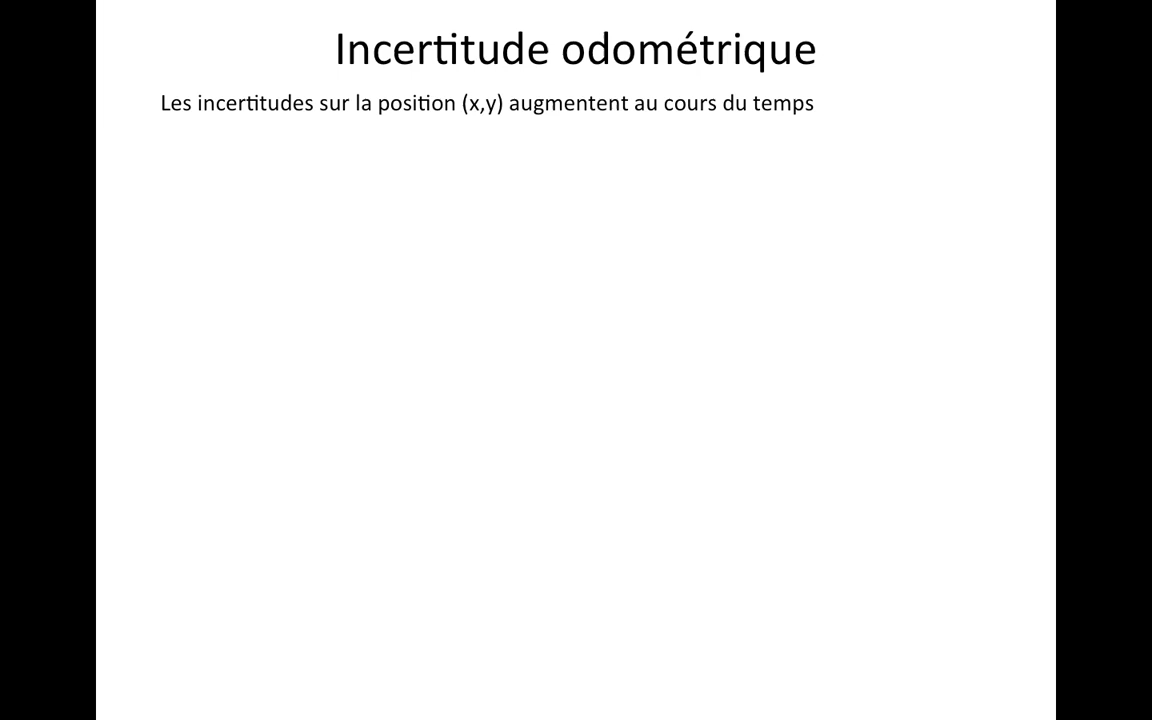 Incertitude odométrique
Les incertitudes sur la position (x,y) augmentent au cours du temps